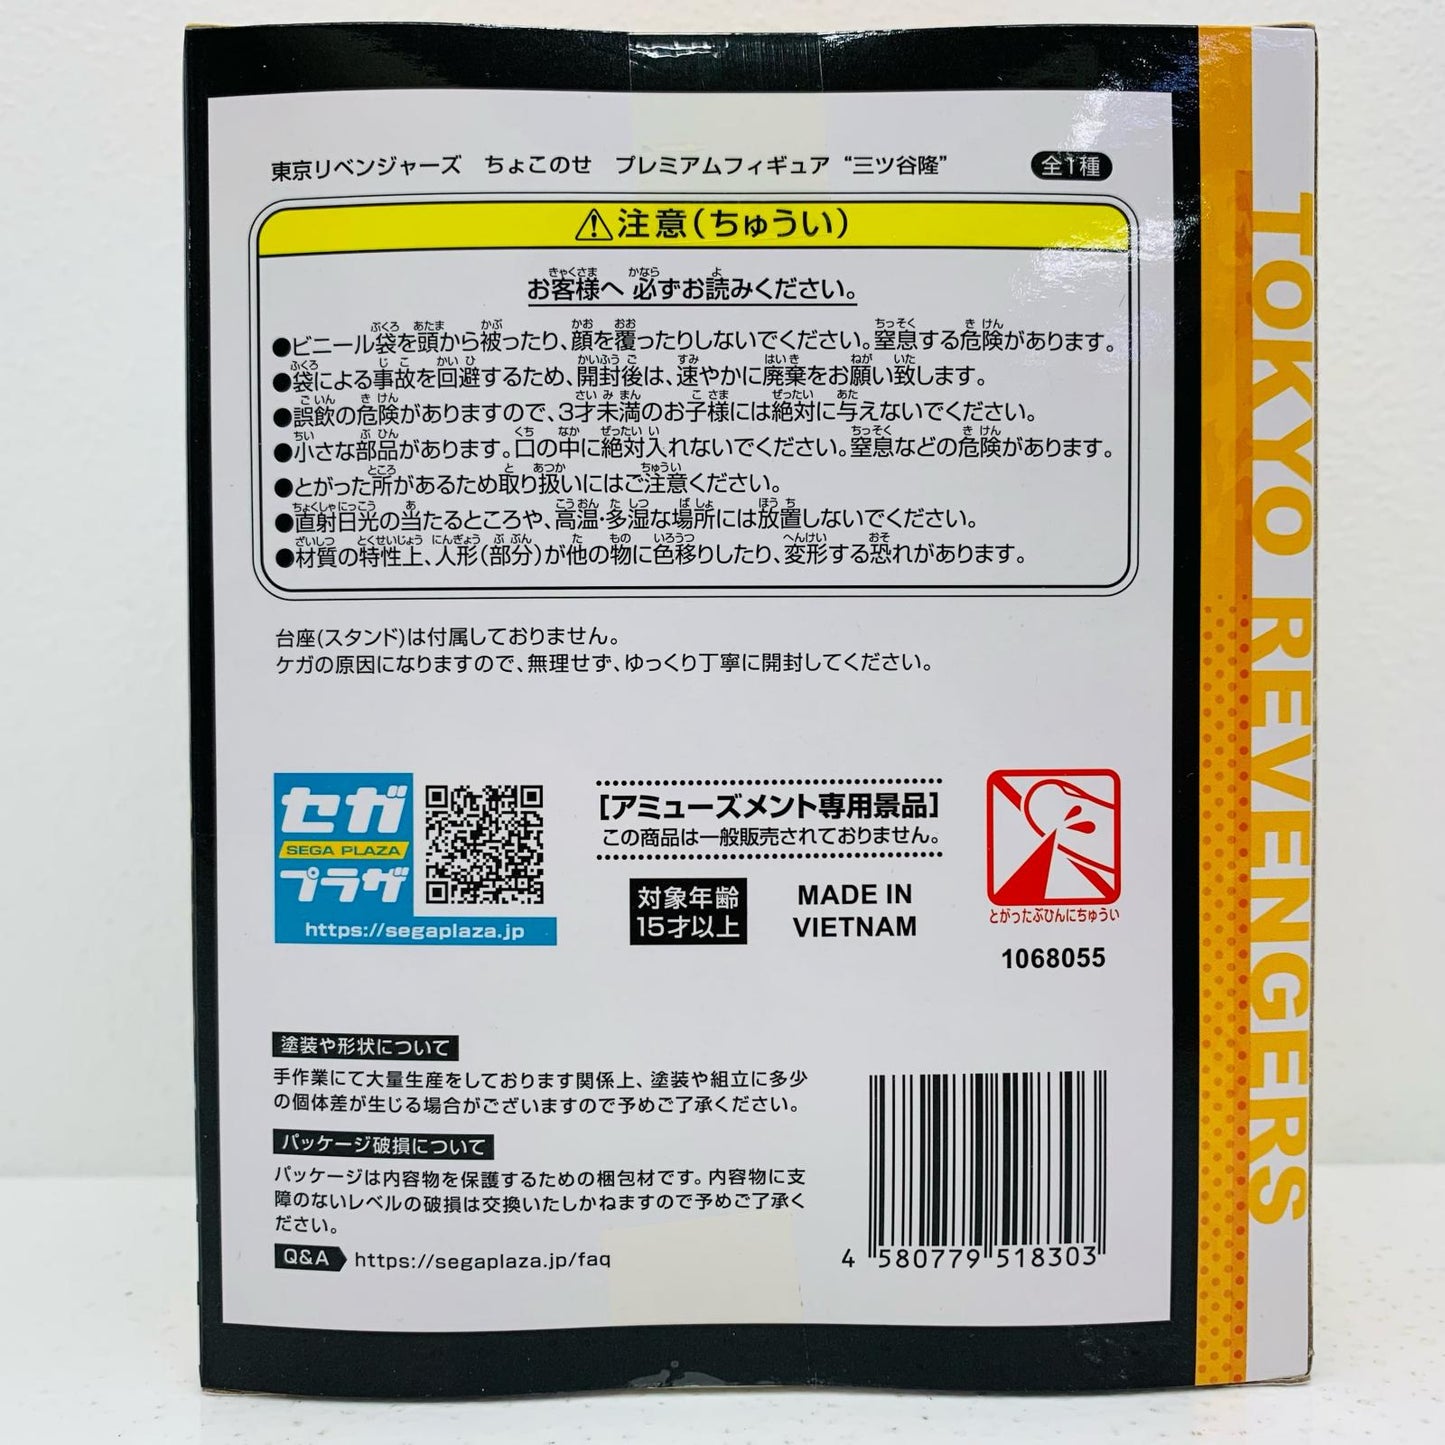 東京リベンジャーズ ちょこのせ プレミアムフィギュア “三ツ谷隆” 全1種
⚠注意(ちゅうい)
お客様へ 必ずお読みください。
●ビニール袋を頭から被ったり、顔を覆ったりしないでください。窒息する危険があります。
●袋による事故を回避するため、開封後は、速やかに廃棄をお願い致します。
●誤飲の危険がありますので、3才未満のお子様には絶対に与えないでください。
●小さな部品があります。口の中に絶対入れないでください。窒息などの危険があります。
●とがった所があるため取り扱いにはご注意ください。
●直射日光の当たるところや、高温・多湿な場所には放置しないでください。
●材質の特性上、人形(部分)が他の物に色移りしたり、変形する恐れがあります。
台座(スタンド)は付属しておりません。
ケガの原因になりますので、無理せず、ゆっくり丁寧に開封してください。
セガ
SEGA PLAZA
プラザ
https://segaplaza.jp
[アミューズメント専用景品]
この商品は一般販売されておりません。
対象年齢
15才以上
MADE IN
VIETNAM
とがったぶひんにちゅうい
1068055
塗装や形状について
手作業にて大量生産をしております関係上、塗装や組立に多少
の個体差が生じる場合がございますので予めご了承ください。
パッケージ破損について
パッケージは内容物を保護するための梱包材です。内容物に支
障のないレベルの破損は交換いたしかねますので予めご了承く
ださい。
Q&A https://segaplaza.jp/faq
4 580779 518303
TOKYO REVENGERS